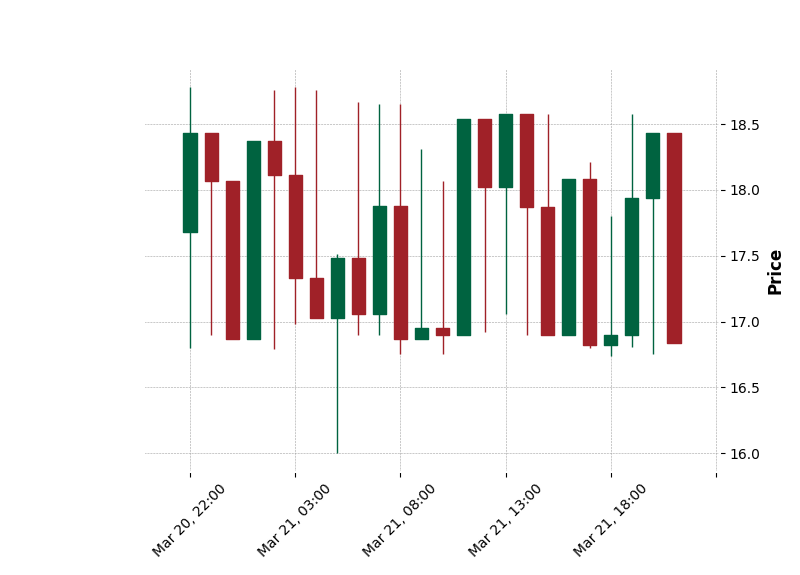 18.5
18.0
17.5
17.0
16.5
16.0
Price
Mar 20, 22:00
Mar 21, 03:00
Mar 21, 08:00
Mar 21, 13:00
Mar 21, 18:00